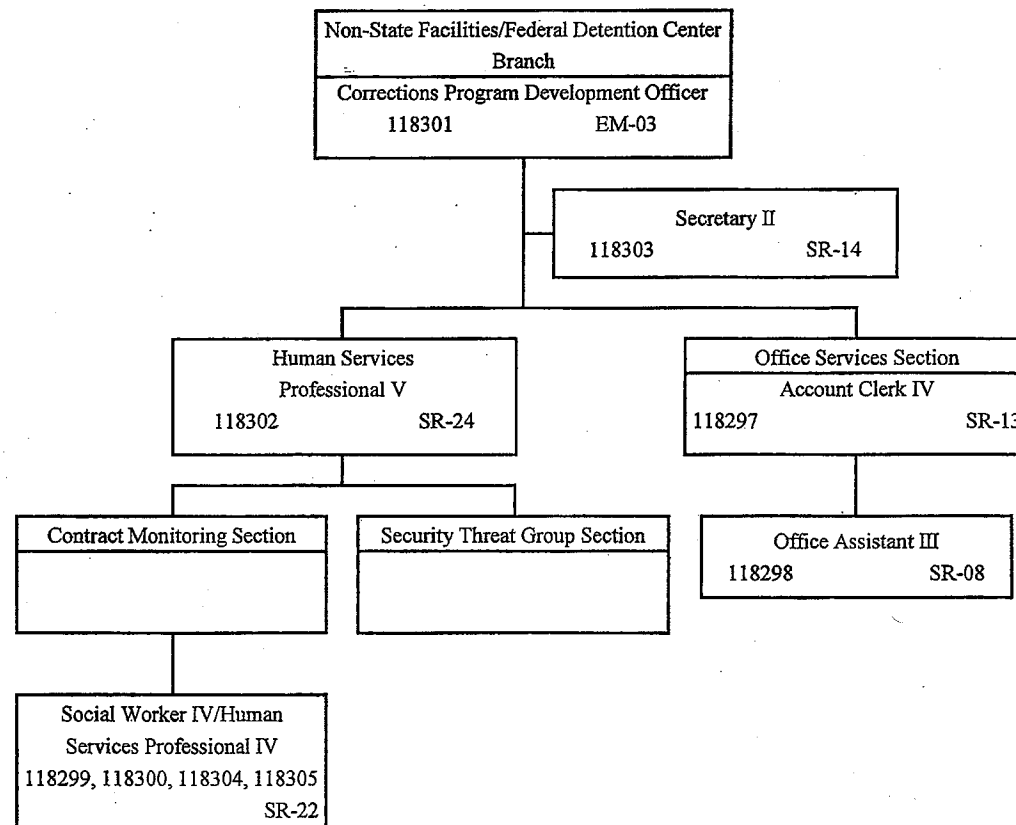 Non-State Facilities/Federal Detention Center
Branch
Corrections Program Development Officer
118301 EM-03
Secretary II
118303 SR-14
Human Services
Professional V
118302 SR-24
Office Services Section
Account Clerk IV
118297 SR-13
Contract Monitoring Section
Security Threat Group Section
Office Assistant III
118298 SR-08
Social Worker IV/Human
Services Professional IV
118299, 118300, 118304, 118305
SR-22